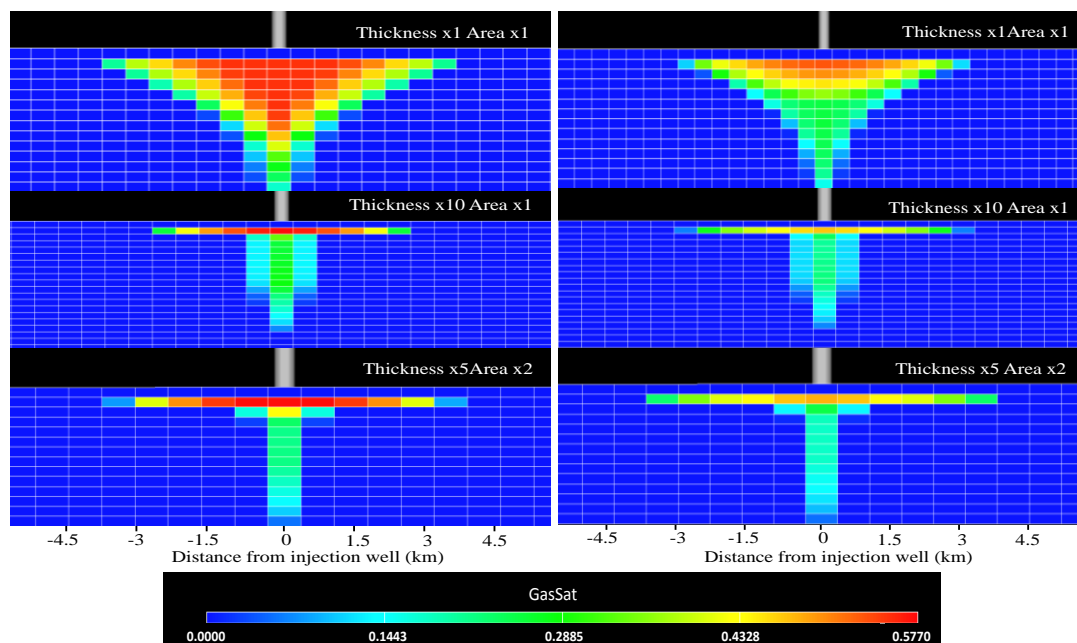 Thickness x1 Area x1
Thickness x1Area x1
Thickness x10 Area x1
Thickness x10 Area x1
Thickness x5Area x2
Thickness x5 Area x2
-4.5 -3 -1.5 0 1.5 3 4.5
-4.5 -3 -1.5 0 1.5 3 4.5
Distance from injection well (km)
Distance from injection well (km)
GasSat
0.0000 0.1443 0.2885 0.4328 0.5770